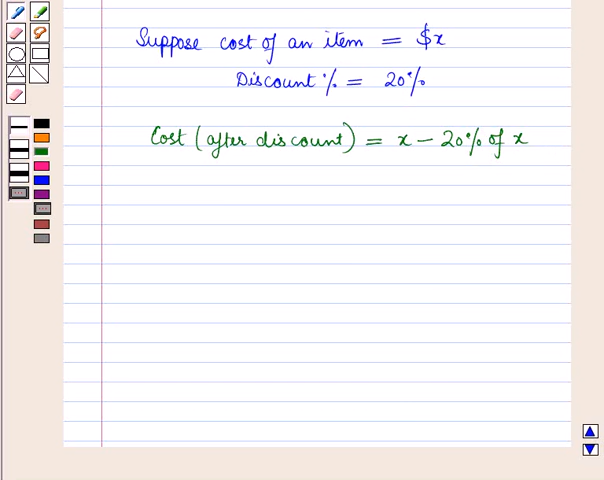 Suppose cost of an item = $x
Discount % = 20%
Cost (after discount) = x - 20% of x